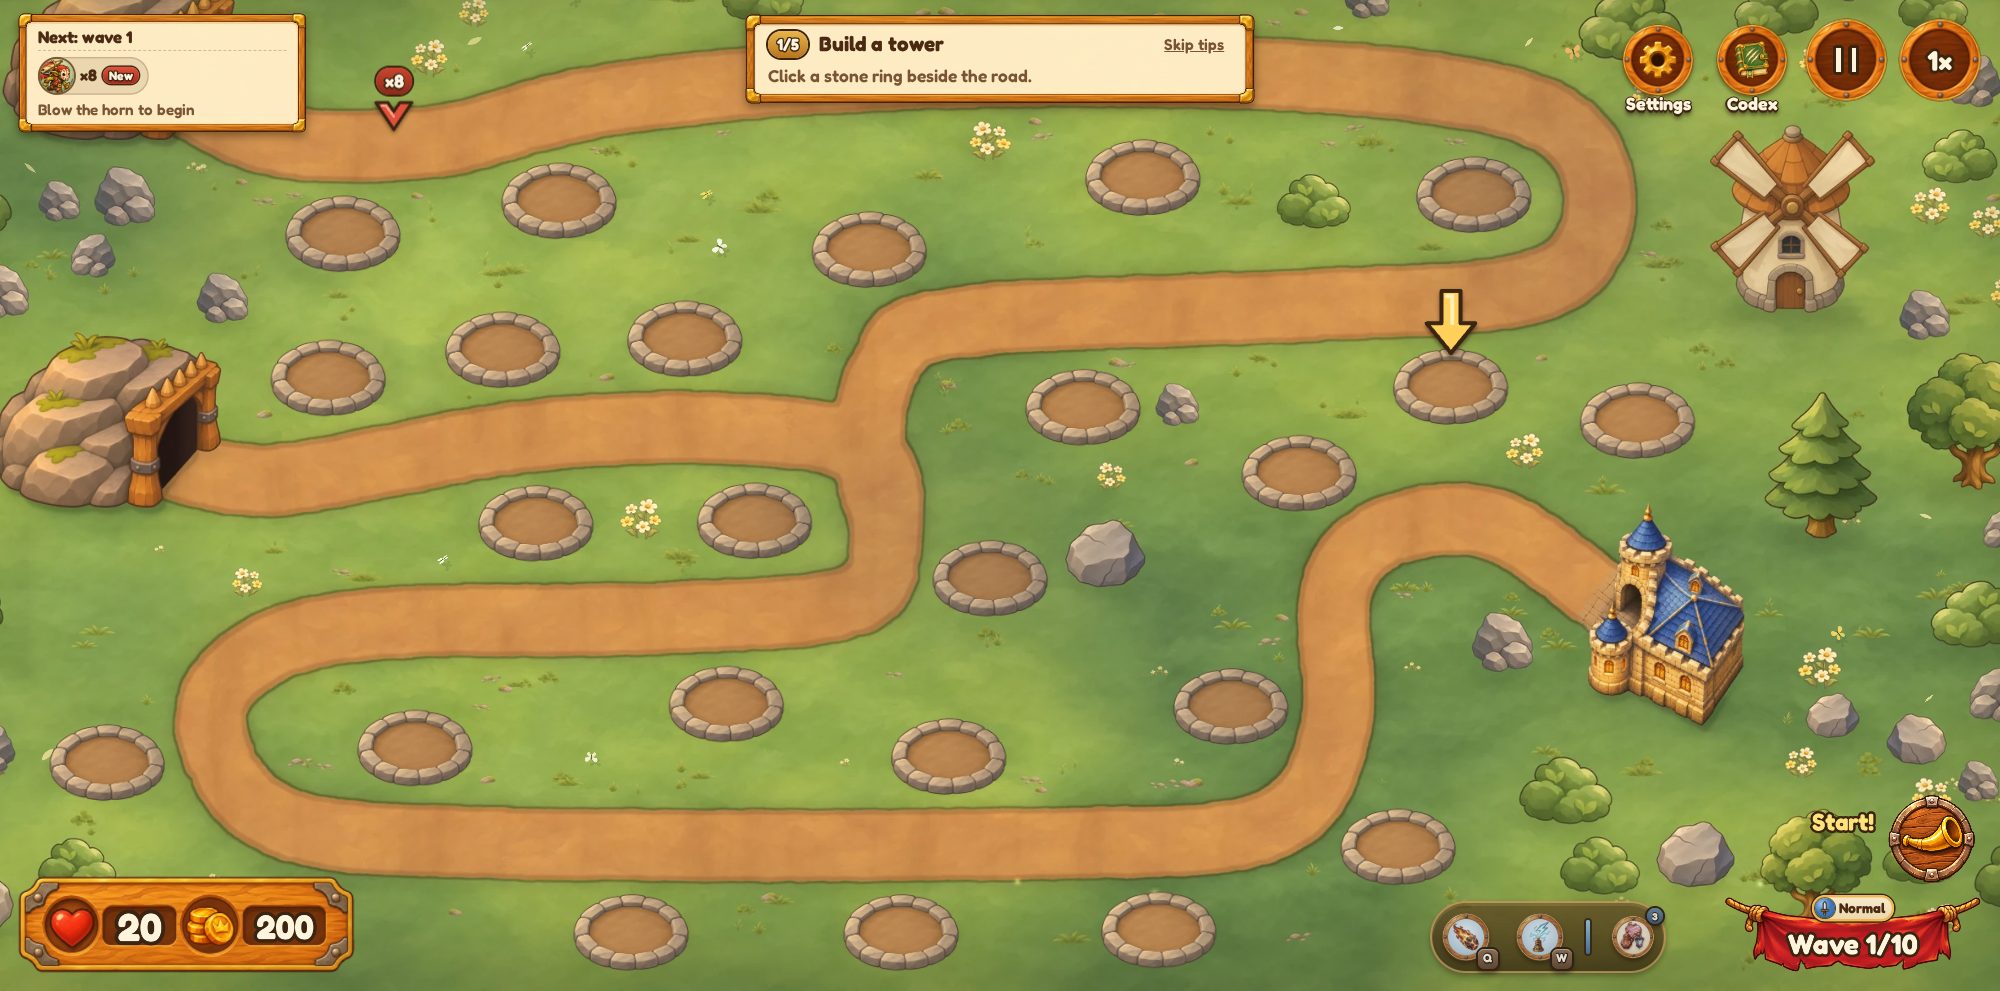 Next: wave 1
x8 New
Blow the horn to begin
x8
1/5 Build a tower Skip tips
Click a stone ring beside the road.
1x
Settings Codex
Start!
20 200
3
Q W
Normal
Wave 1/10